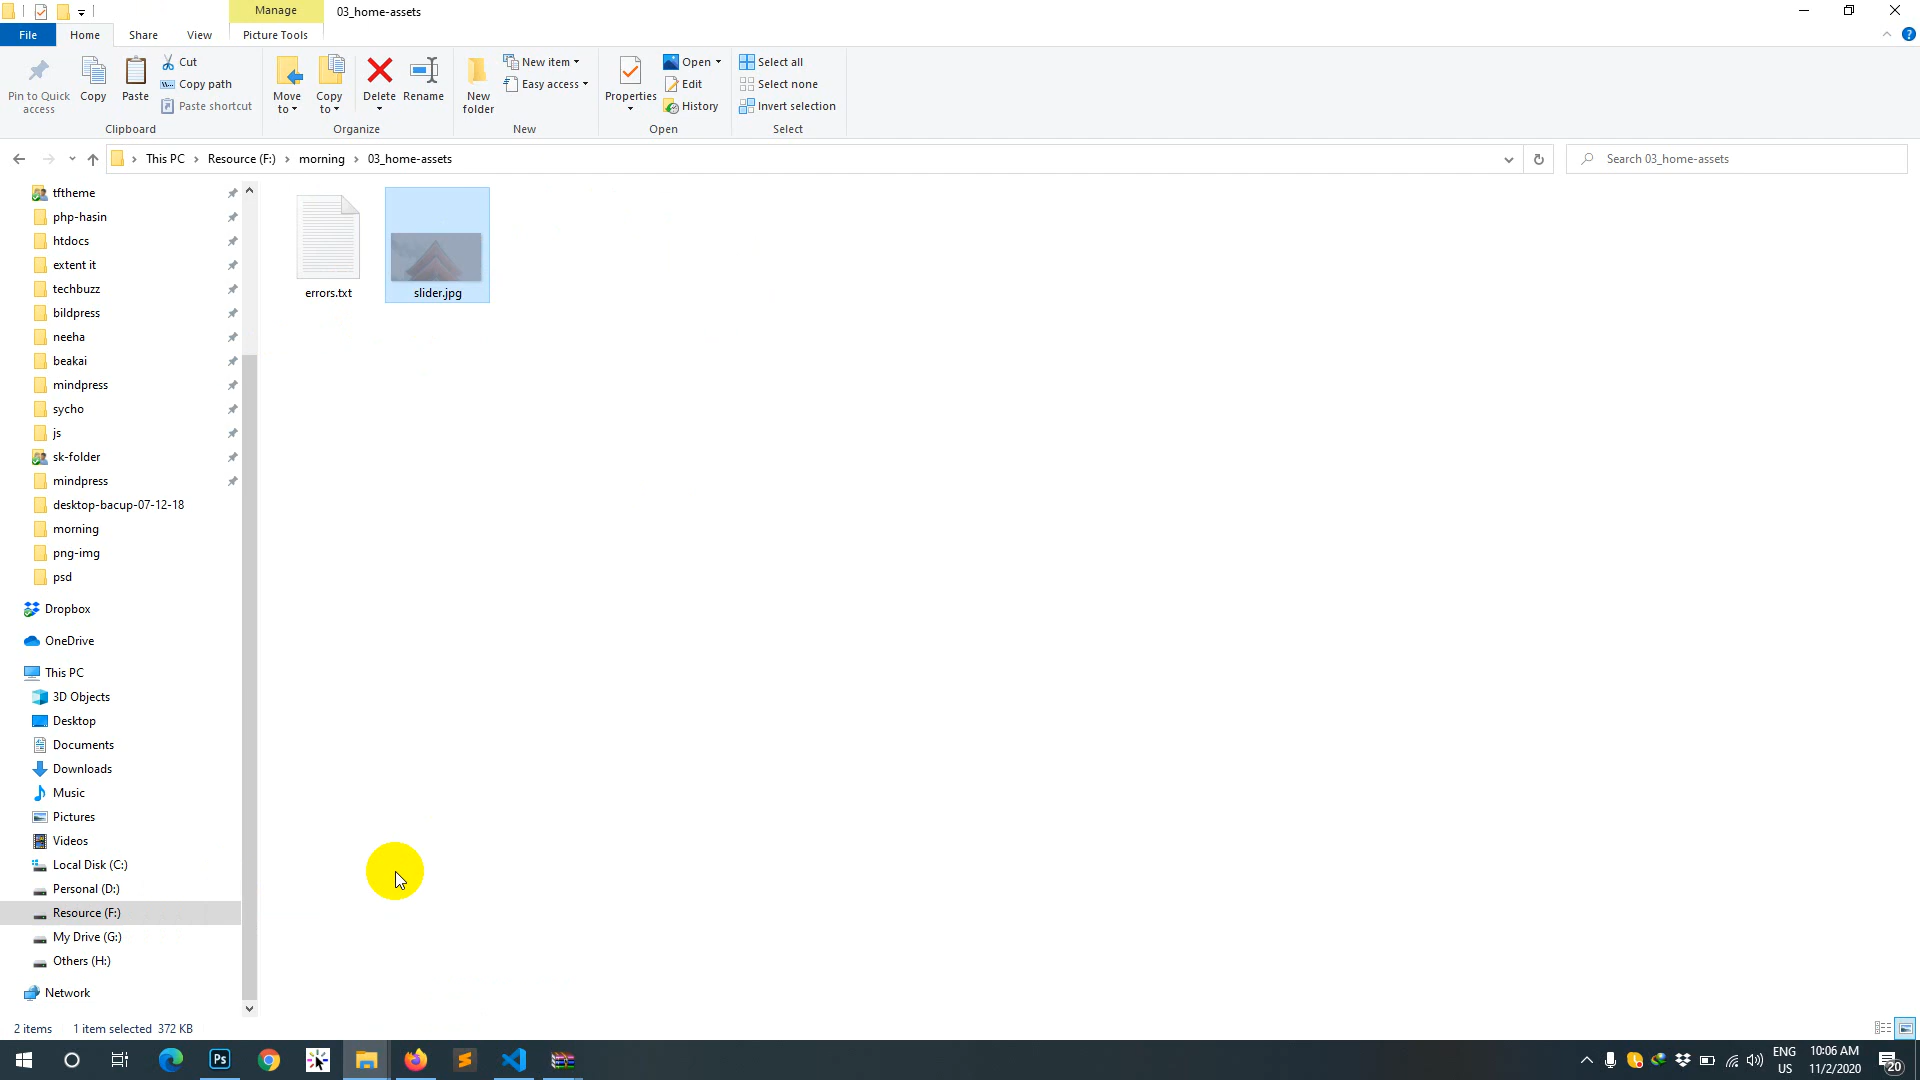 Manage
03_home-assets
File
Home
Share
View
Picture Tools
Pin to Quick
access
Copy
Paste
Cut
Copy path
Paste shortcut
Move
to
Copy
to
Delete
Rename
New
folder
New item
Easy access
Properties
Open
Edit
History
Select all
Select none
Invert selection
Clipboard
Organize
New
Open
Select
This PC
Resource (F:)
morning
03_home-assets
Search 03_home-assets
tftheme
php-hasin
htdocs
extent it
techbuzz
bildpress
neeha
beakai
mindpress
sycho
js
sk-folder
mindpress
desktop-bacup-07-12-18
morning
png-img
psd
Dropbox
OneDrive
This PC
3D Objects
Desktop
Documents
Downloads
Music
Pictures
Videos
Local Disk (C:)
Personal (D:)
Resource (F:)
My Drive (G:)
Others (H:)
Network
errors.txt
slider.jpg
2 items
1 item selected 372 KB
Ps
ENG
US
10:06 AM
11/2/2020
20